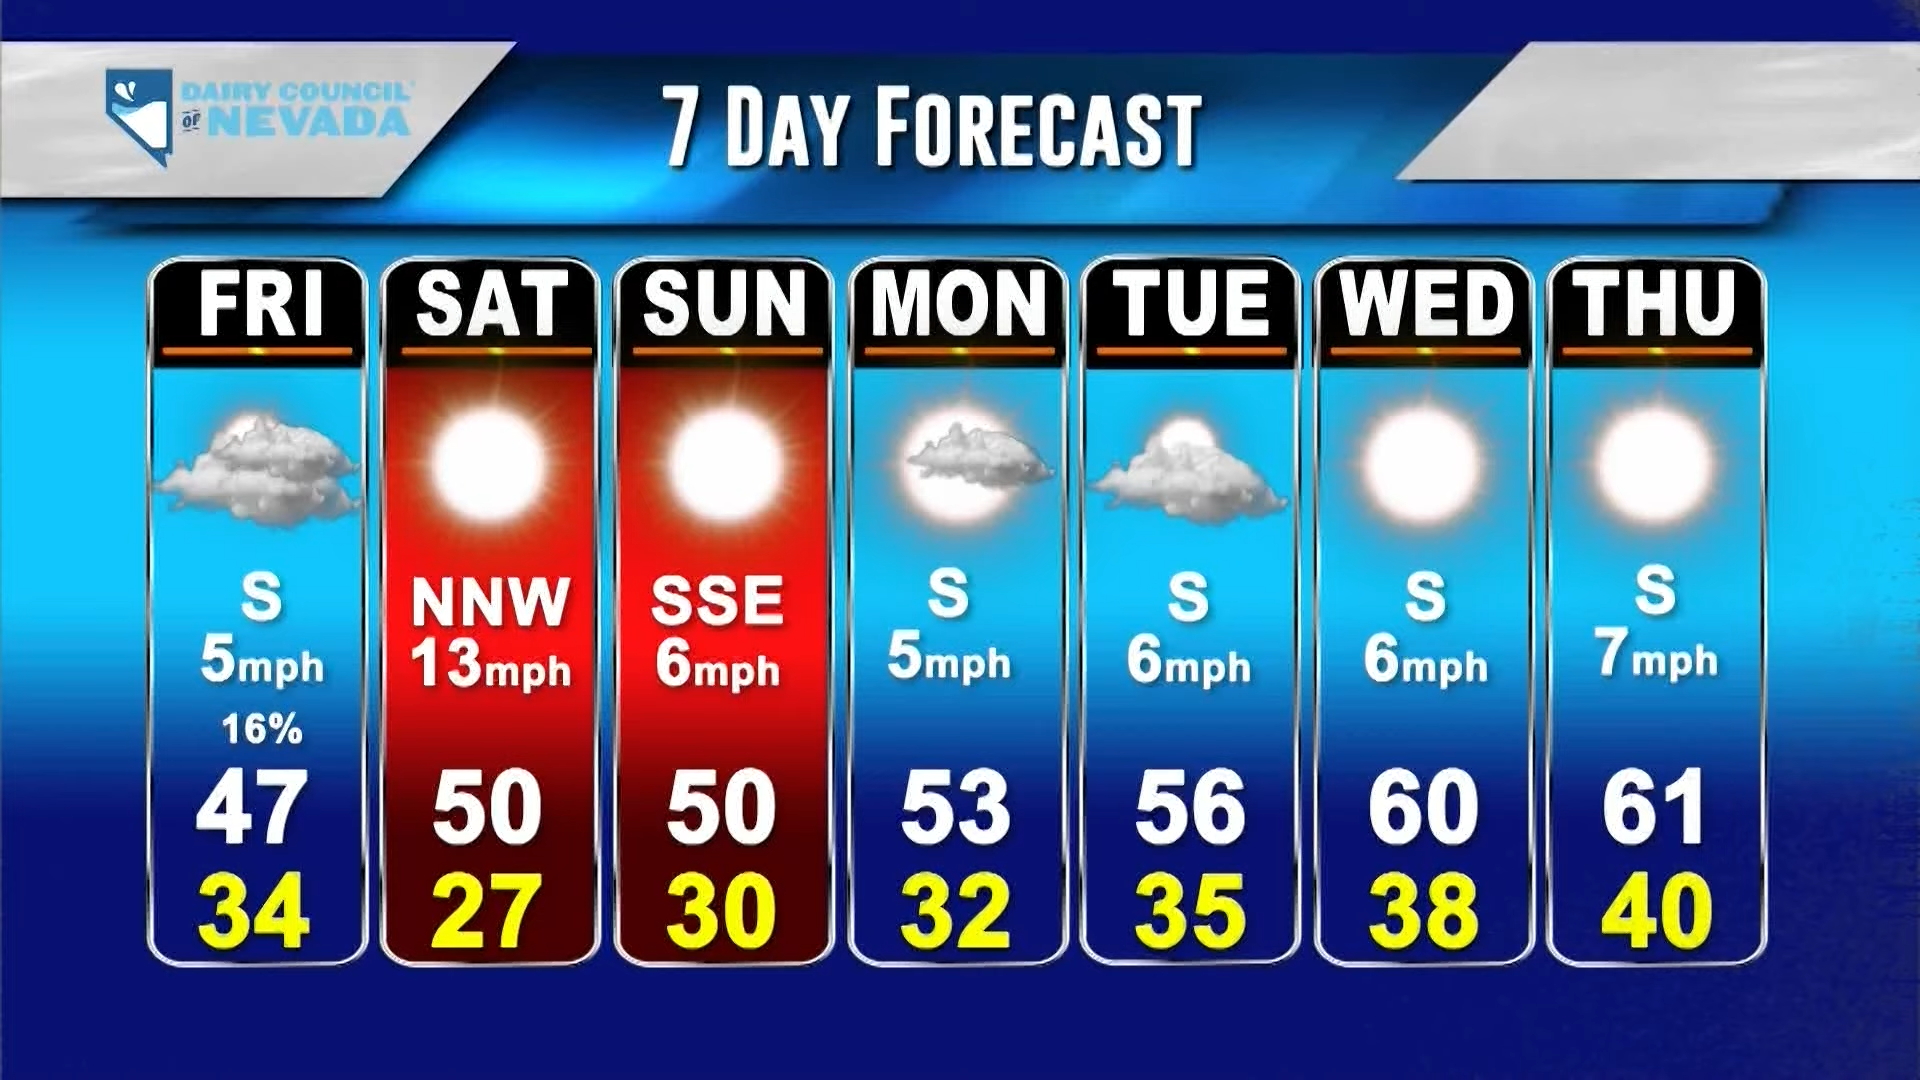 DAIRY COUNCIL
OF NEVADA
7 DAY FORECAST
FRI SAT SUN MON TUE WED THU
S NNW SSE S S S S
5mph 13mph 6mph 5mph 6mph 6mph 7mph
16%
47 50 50 53 56 60 61
34 27 30 32 35 38 40